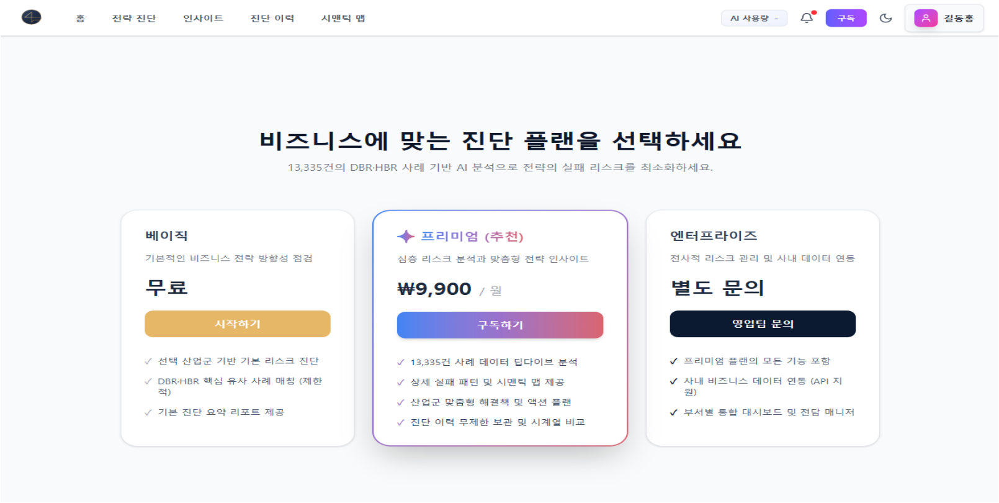 홈 전략 진단 인사이트 진단 이력 시맨틱 맵 AI 사용량 - 구독 길동홍
비즈니스에 맞는 진단 플랜을 선택하세요
13,335건의 DBR·HBR 사례 기반 AI 분석으로 전략의 실패 리스크를 최소화하세요.
베이직
기본적인 비즈니스 전략 방향성 점검
무료
시작하기
✓ 선택 산업군 기반 기본 리스크 진단
✓ DBR·HBR 핵심 유사 사례 매칭 (제한
적)
✓ 기본 진단 요약 리포트 제공
프리미엄 (추천)
심층 리스크 분석과 맞춤형 전략 인사이트
₩9,900 / 월
구독하기
✓ 13,335건 사례 데이터 딥다이브 분석
✓ 상세 실패 패턴 및 시맨틱 맵 제공
✓ 산업군 맞춤형 해결책 및 액션 플랜
✓ 진단 이력 무제한 보관 및 시계열 비교
엔터프라이즈
전사적 리스크 관리 및 사내 데이터 연동
별도 문의
영업팀 문의
✓ 프리미엄 플랜의 모든 기능 포함
✓ 사내 비즈니스 데이터 연동 (API 지
원)
✓ 부서별 통합 대시보드 및 전담 매니저